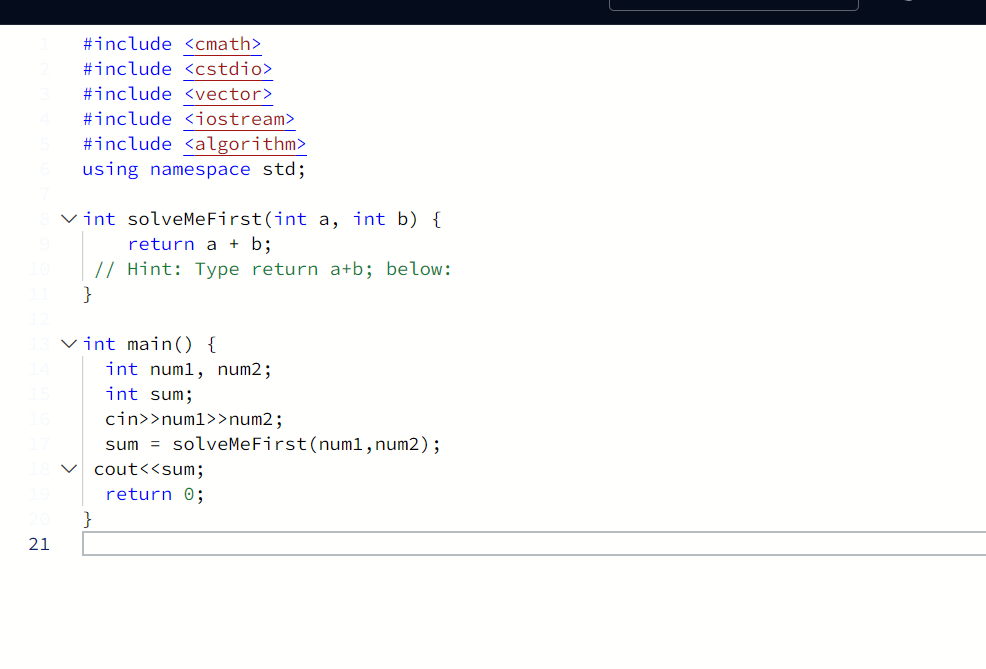 1 #include <cmath>
2 #include <cstdio>
3 #include <vector>
4 #include <iostream>
5 #include <algorithm>
6 using namespace std;
7
8 int solveMeFirst(int a, int b) {
9     return a + b;
10  // Hint: Type return a+b; below:
11 }
12
13 int main() {
14   int num1, num2;
15   int sum;
16   cin>>num1>>num2;
17   sum = solveMeFirst(num1,num2);
18  cout<<sum;
19   return 0;
20 }
21